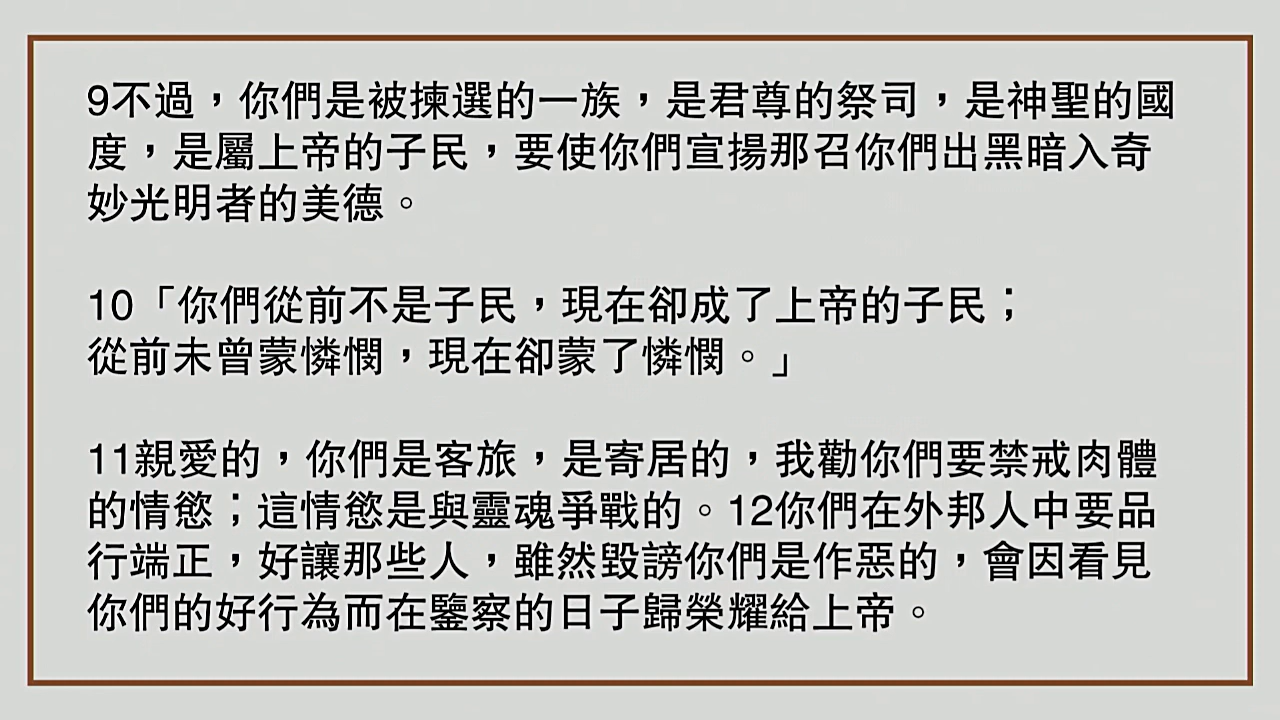 9不過，你們是被揀選的一族，是君尊的祭司，是神聖的國
度，是屬上帝的子民，要使你們宣揚那召你們出黑暗入奇
妙光明者的美德。
10「你們從前不是子民，現在卻成了上帝的子民；
從前未曾蒙憐憫，現在卻蒙了憐憫。」
11親愛的，你們是客旅，是寄居的，我勸你們要禁戒肉體
的情慾；這情慾是與靈魂爭戰的。12你們在外邦人中要品
行端正，好讓那些人，雖然毀謗你們是作惡的，會因看見
你們的好行為而在鑒察的日子歸榮耀給上帝。